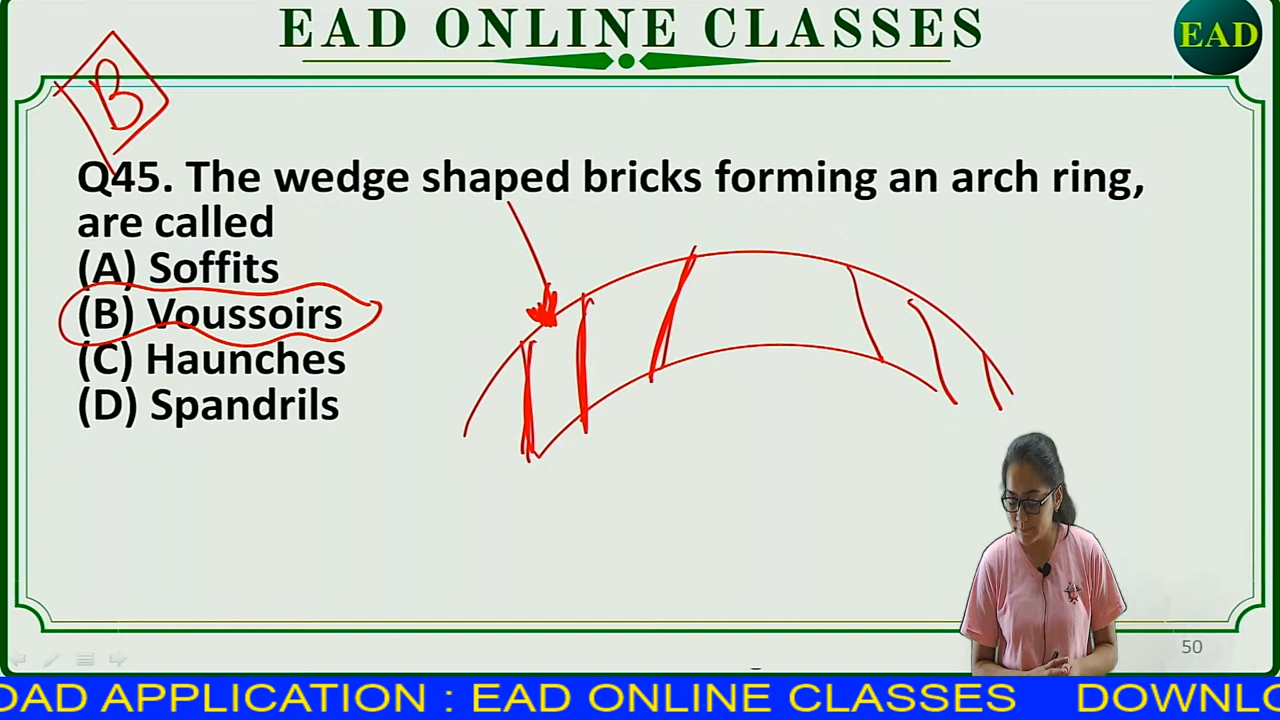 EAD ONLINE CLASSES
EAD
B
Q45. The wedge shaped bricks forming an arch ring,
are called
(A) Soffits
(B) Voussoirs
(C) Haunches
(D) Spandrils
50
OAD APPLICATION : EAD ONLINE CLASSES DOWNLO